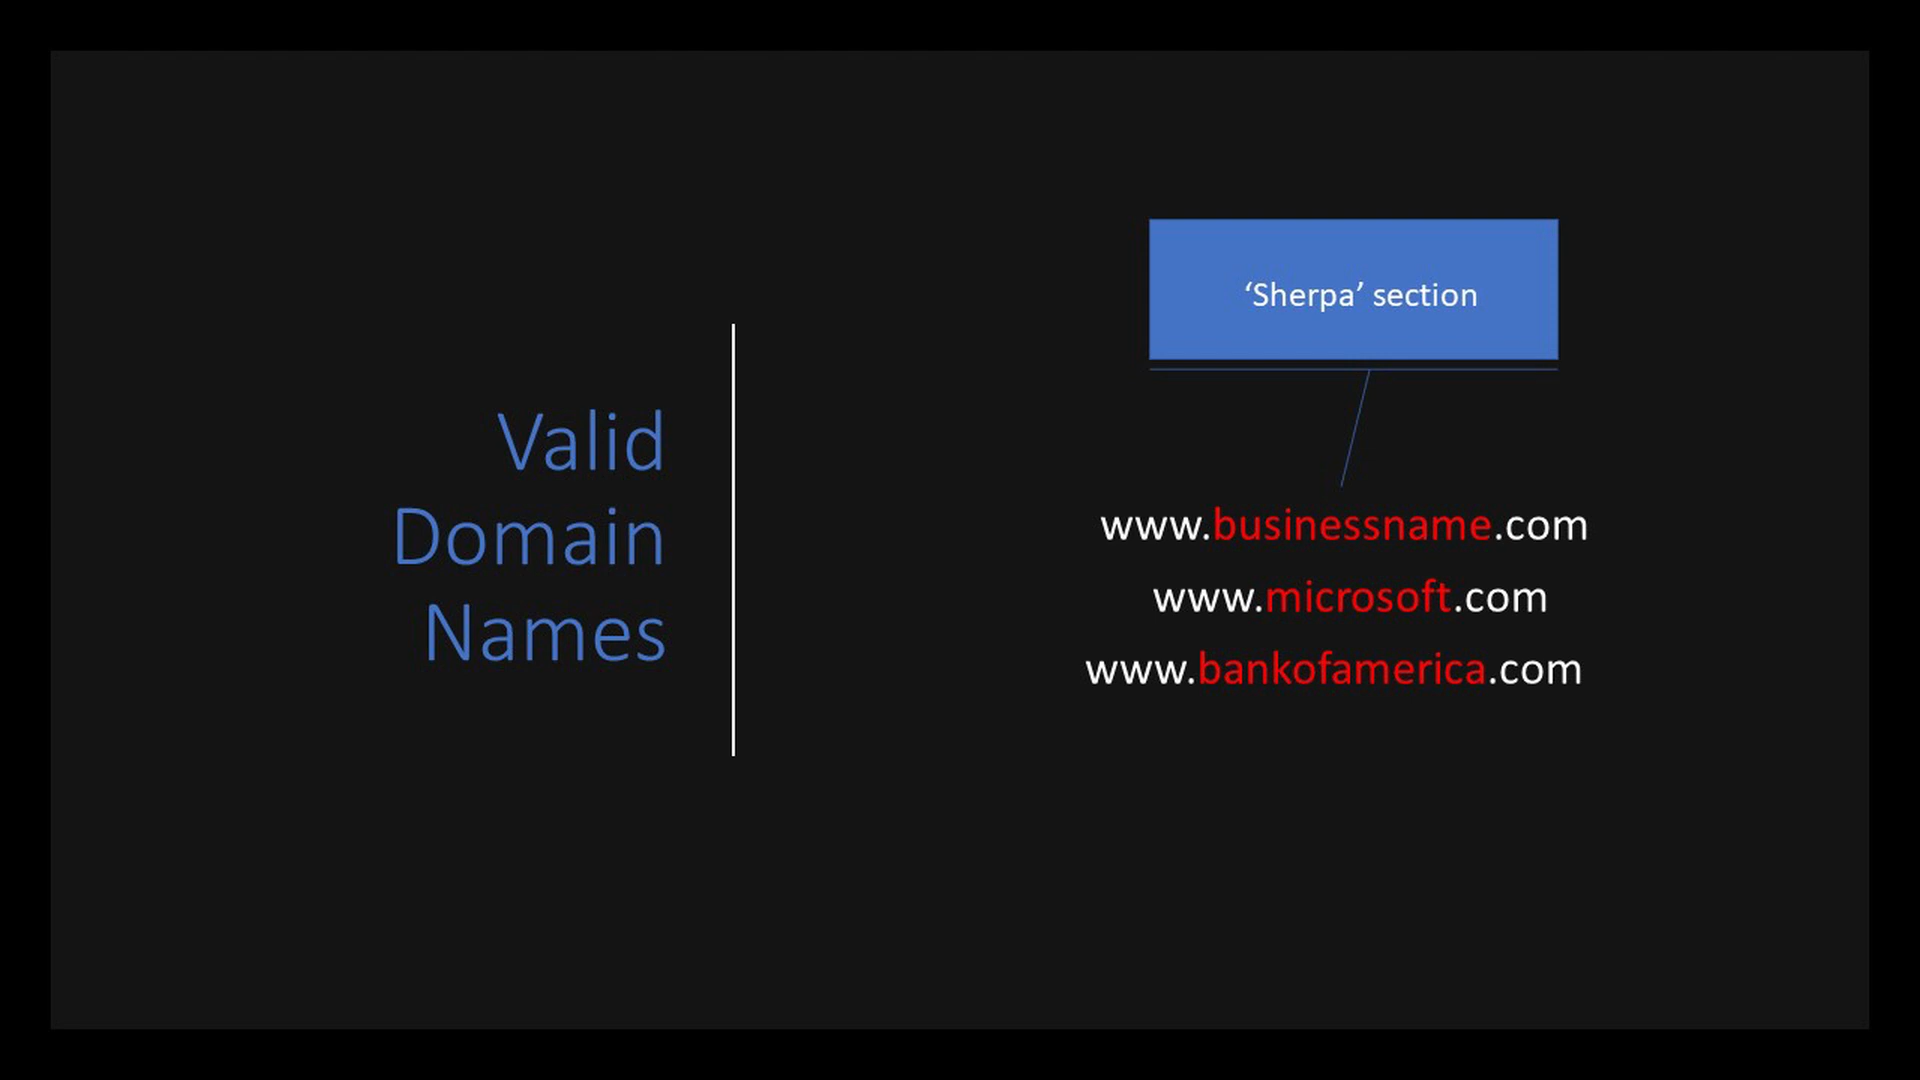 Valid
Domain
Names
‘Sherpa’ section
www.businessname.com
www.microsoft.com
www.bankofamerica.com